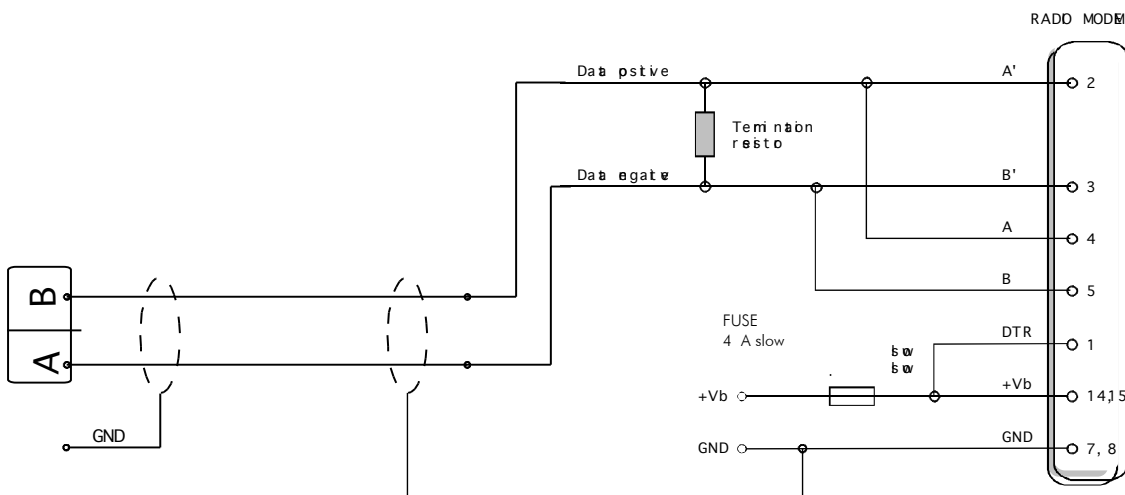 RADIO MODEM
Data positive
A'
2
Termination
resistor
Data negative
B'
3
A
4
B
B
5
FUSE
4 A slow
DTR
1
A
+Vb
+Vb
14,15
GND
GND
GND
7, 8